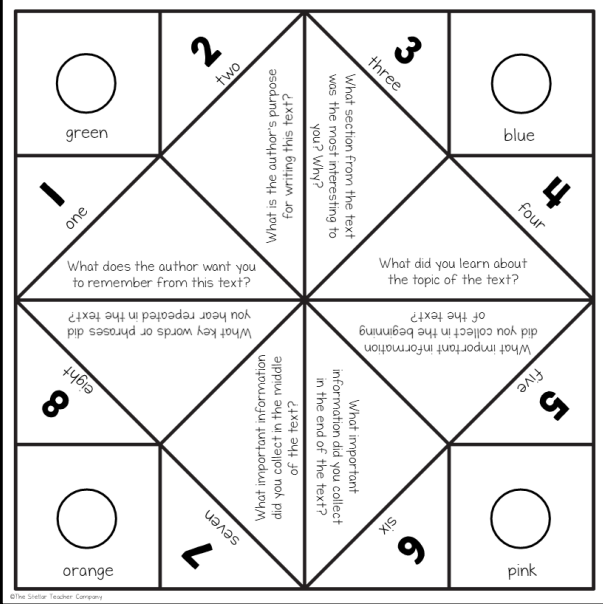 green
2
two
What is the author's purpose
for writing this text?
What section from the text
was the most interesting to
you? Why?
3
three
blue
1
one
What does the author want you
to remember from this text?
What did you learn about
the topic of the text?
4
four
What key words or phrases did
you hear repeated in the text?
What important information
did you collect in the beginning
of the text?
8
eight
five
5
What important information
did you collect in the middle
of the text?
What important
information did you collect
in the end of the text?
orange
7
seven
six
6
pink
©The Stellar Teacher Company